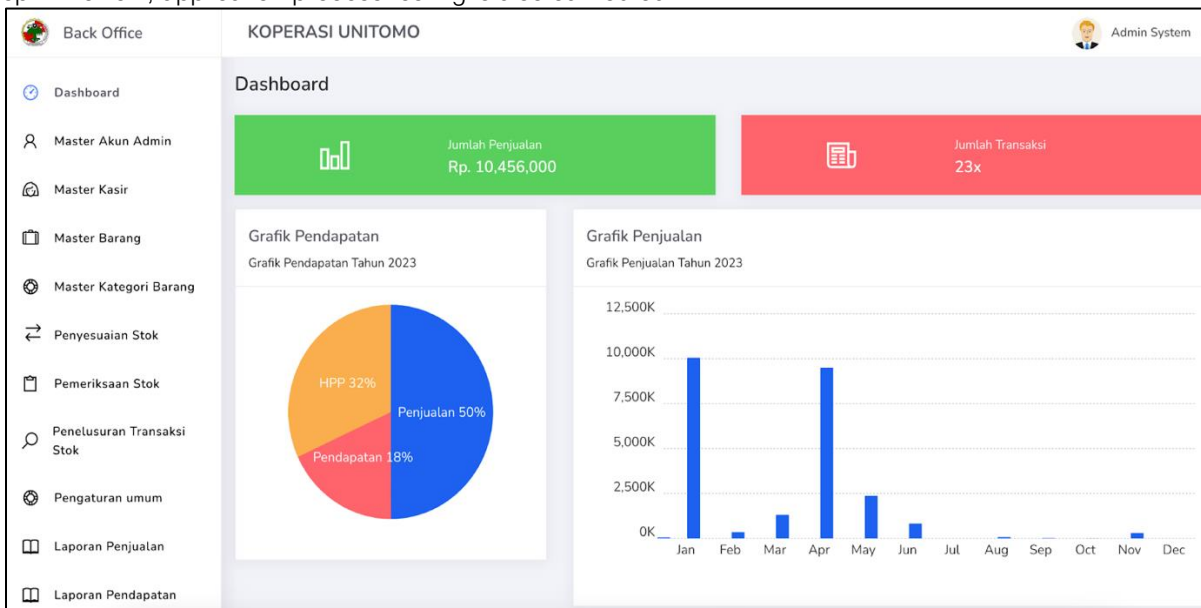 Back Office
KOPERASI UNITOMO
Admin System
Dashboard
Master Akun Admin
Master Kasir
Master Barang
Master Kategori Barang
Penyesuaian Stok
Pemeriksaan Stok
Penelusuran Transaksi
Stok
Pengaturan umum
Laporan Penjualan
Laporan Pendapatan
Dashboard
Jumlah Penjualan
Rp. 10,456,000
Jumlah Transaksi
23x
Grafik Pendapatan
Grafik Pendapatan Tahun 2023
HPP 32%
Penjualan 50%
Pendapatan 18%
Grafik Penjualan
Grafik Penjualan Tahun 2023
12,500K
10,000K
7,500K
5,000K
2,500K
0K
Jan Feb Mar Apr May Jun Jul Aug Sep Oct Nov Dec